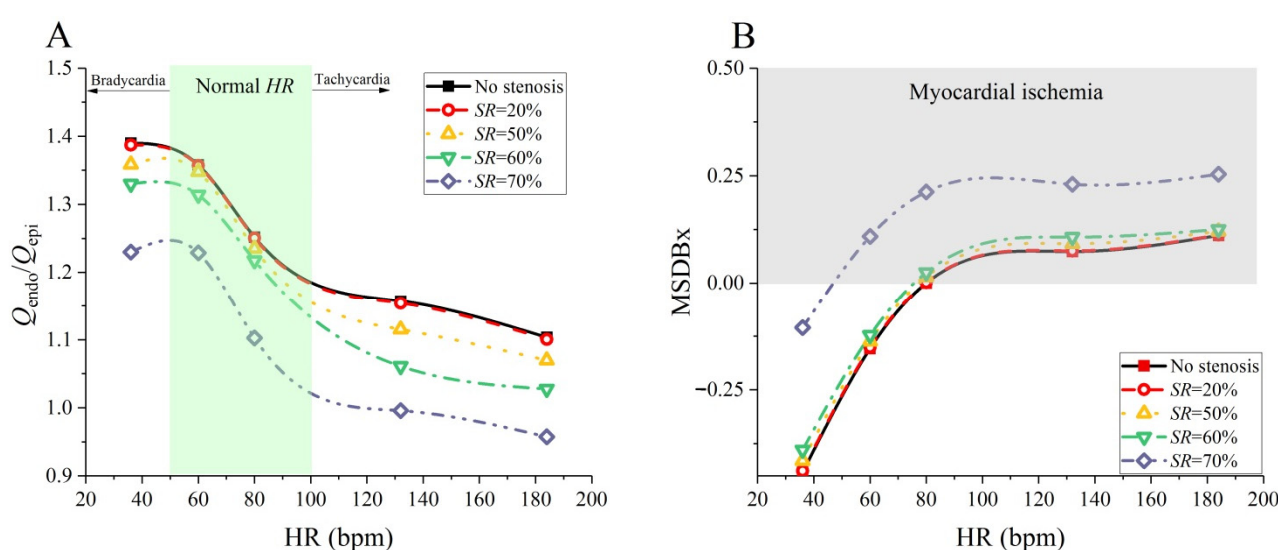 A
Bradycardia
Normal HR
Tachycardia
No stenosis
SR=20%
SR=50%
SR=60%
SR=70%
1.5
1.4
1.3
1.2
1.1
1.0
0.9
Qendo/Qepi
20 40 60 80 100 120 140 160 180 200
HR (bpm)
B
Myocardial ischemia
0.50
0.25
0.00
−0.25
MSDBx
No stenosis
SR=20%
SR=50%
SR=60%
SR=70%
20 40 60 80 100 120 140 160 180 200
HR (bpm)